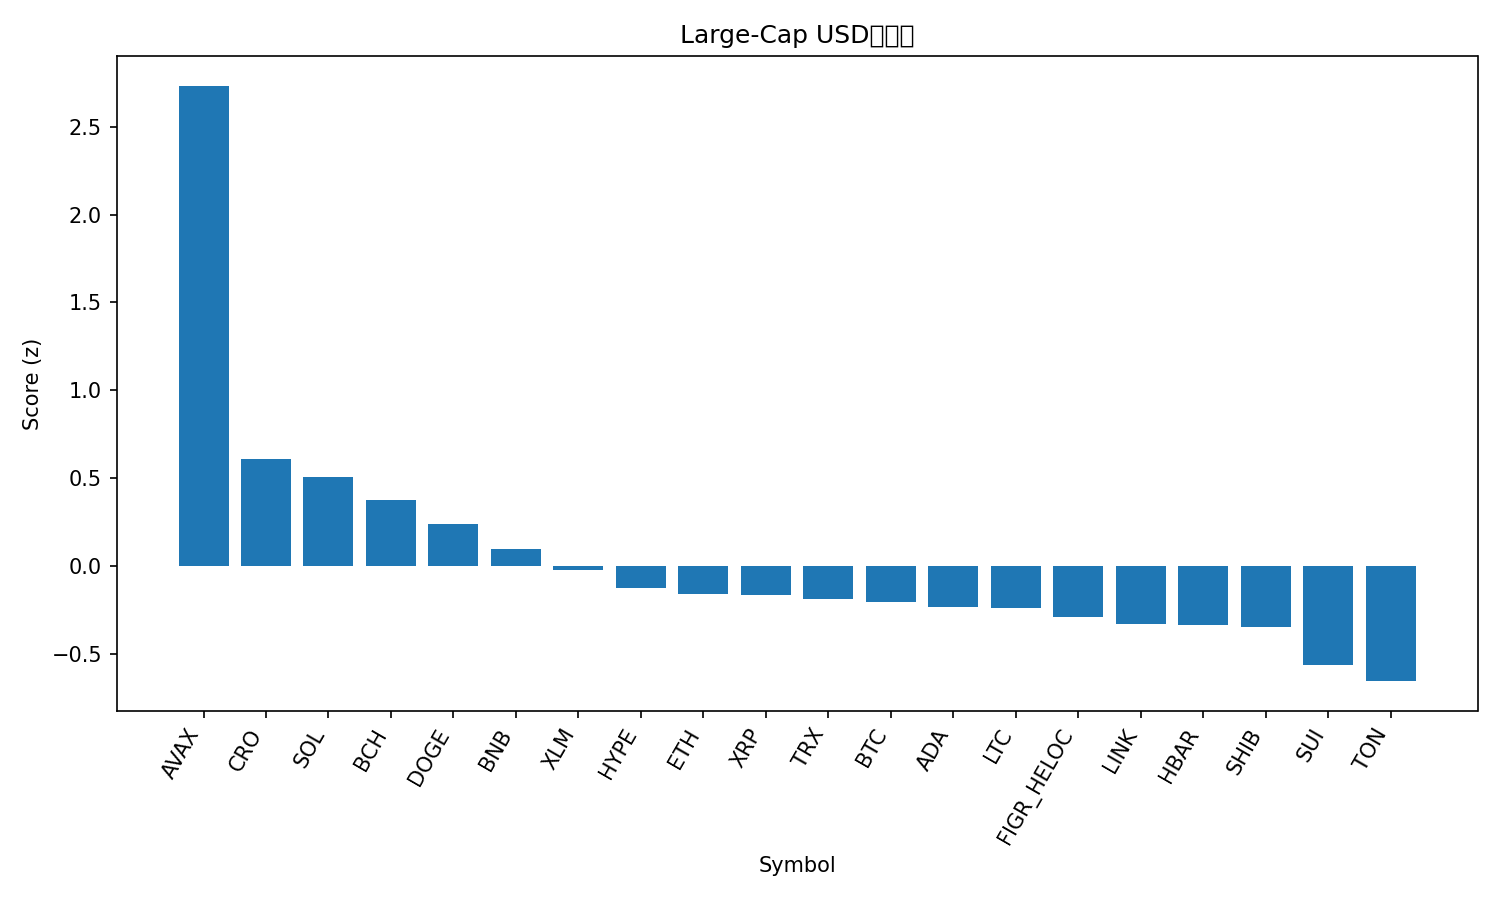 Large-Cap USD
Score (z)
2.5
2.0
1.5
1.0
0.5
0.0
−0.5
AVAX
CRO
SOL
BCH
DOGE
BNB
XLM
HYPE
ETH
XRP
TRX
BTC
ADA
LTC
FIGR_HELOC
LINK
HBAR
SHIB
SUI
TON
Symbol